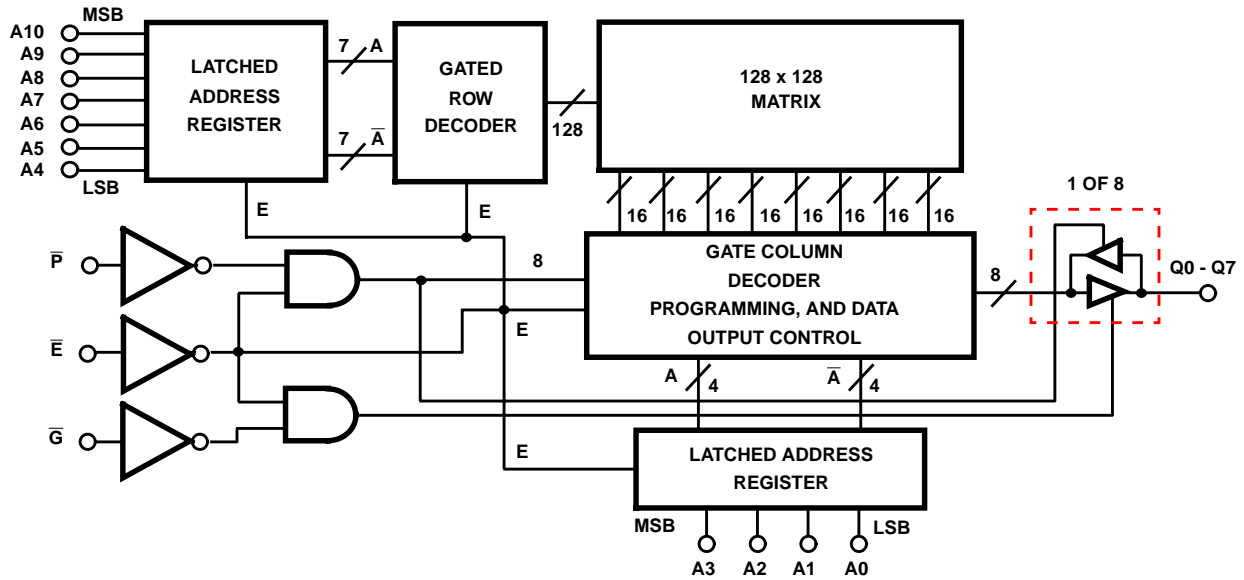 MSB
A10
A9
A8
A7
A6
A5
A4
LSB
LATCHED
ADDRESS
REGISTER
7 A
7 A̅
GATED
ROW
DECODER
128
128 x 128
MATRIX
E
E
16 16 16 16 16 16 16 16
1 OF 8
P̅
E̅
G̅
8
E
GATE COLUMN
DECODER
PROGRAMMING, AND DATA
OUTPUT CONTROL
8
Q0 - Q7
A 4
A̅ 4
E
LATCHED ADDRESS
REGISTER
MSB
LSB
A3 A2 A1 A0